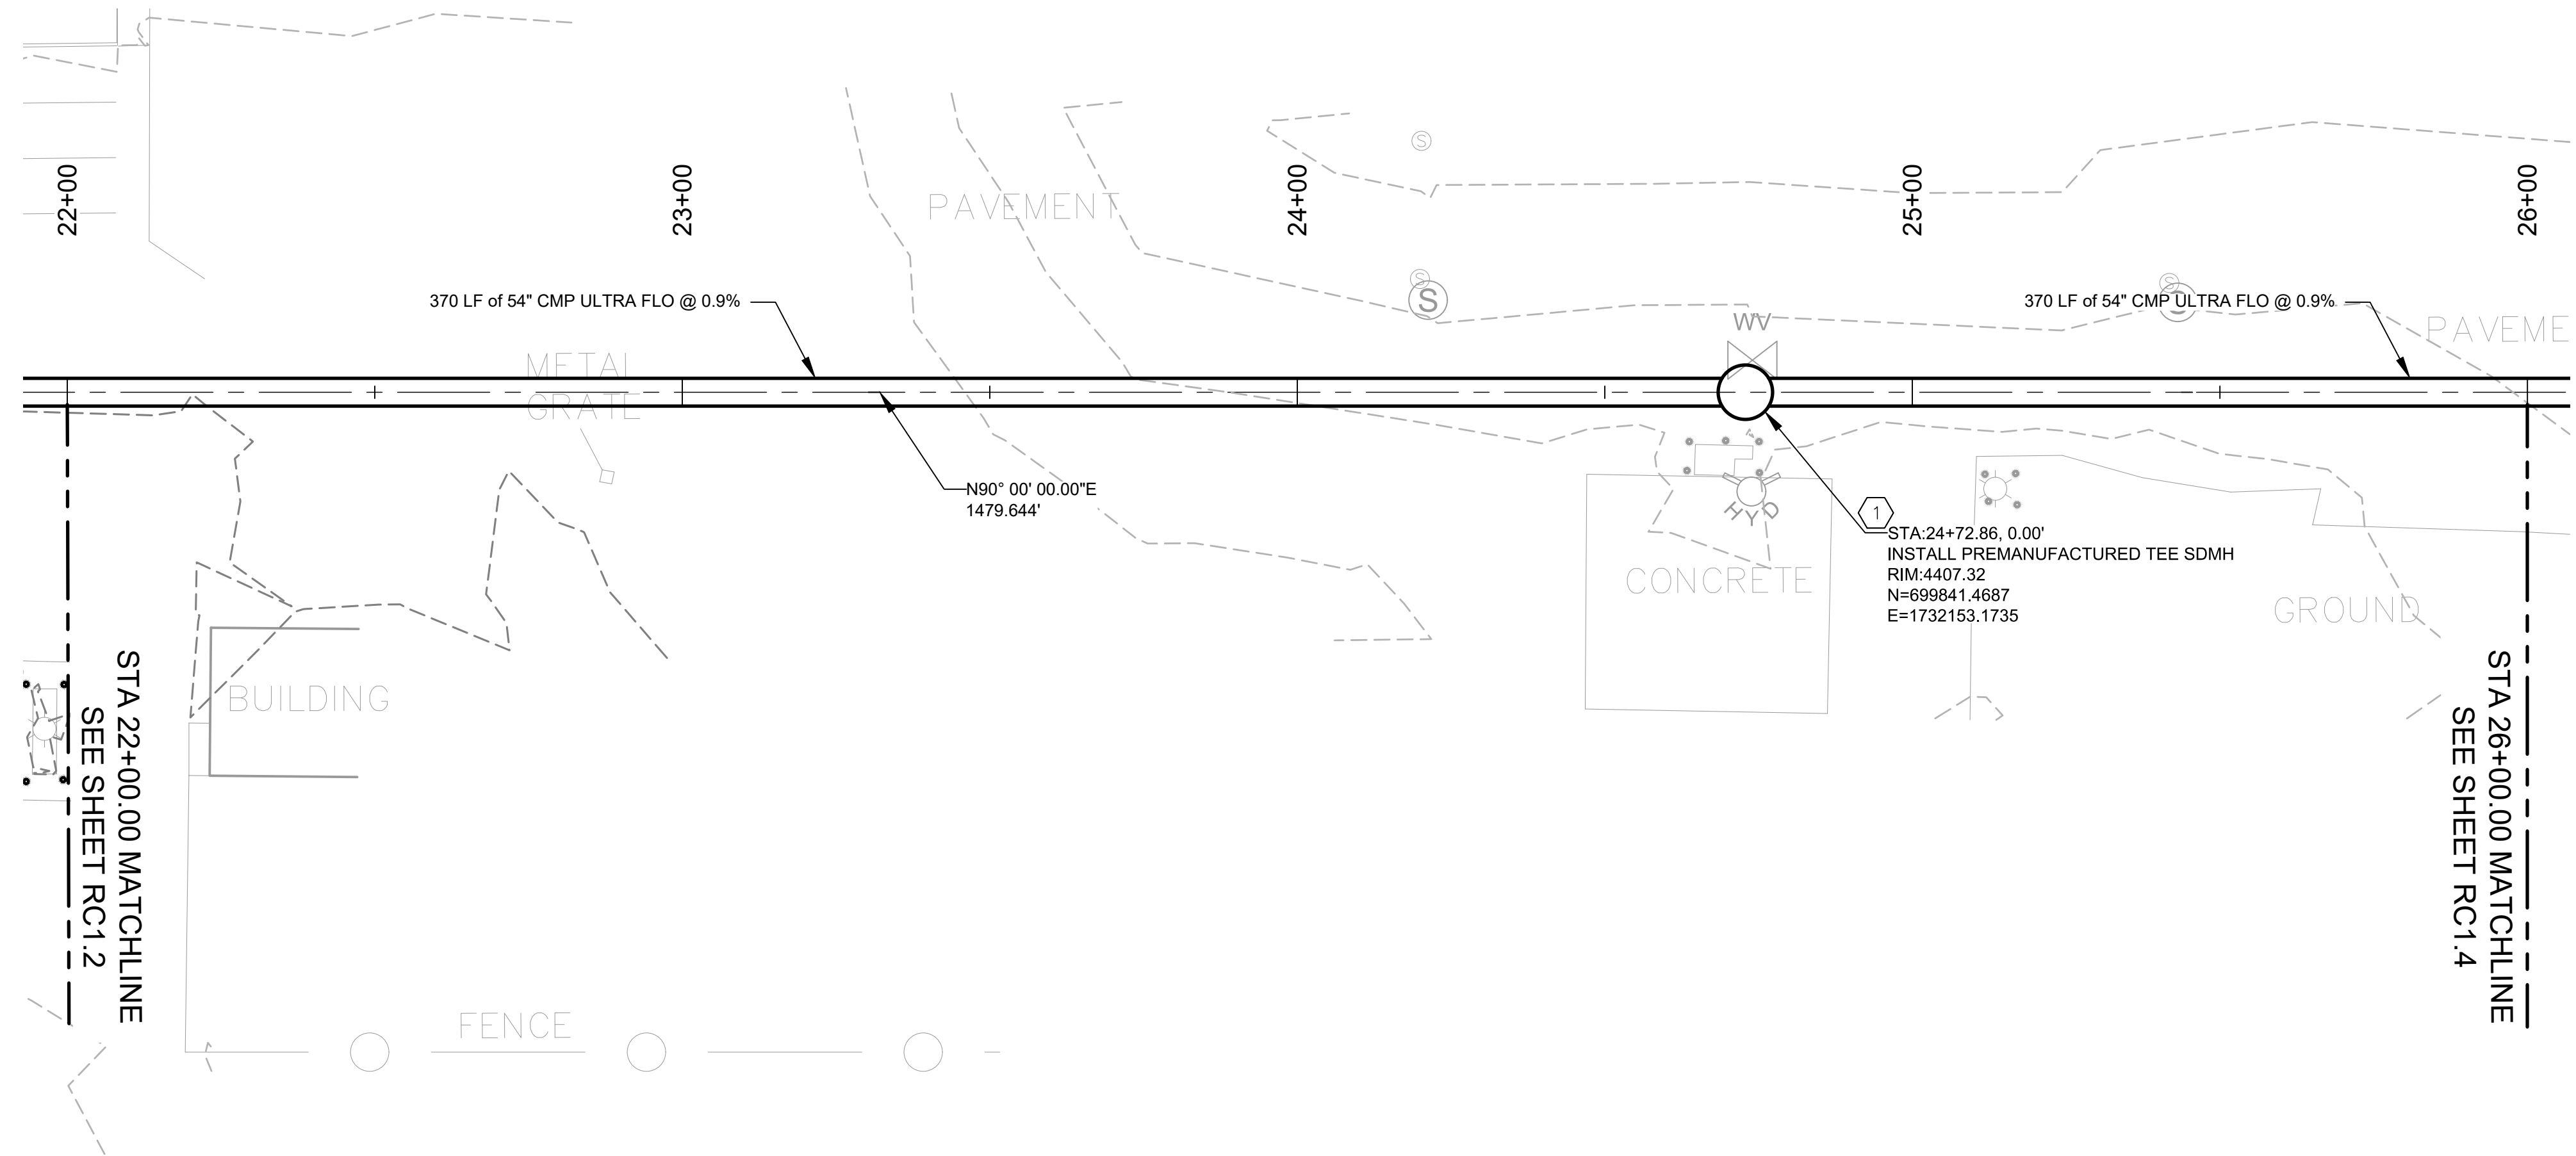 22+00
23+00
24+00
25+00
26+00
PAVEMENT
S
S
S
S
S
370 LF of 54" CMP ULTRA FLO @ 0.9%
370 LF of 54" CMP ULTRA FLO @ 0.9%
WV
PAVEME
METAL
GRATE
N90° 00' 00.00"E
1479.644'
HYD
1
STA:24+72.86, 0.00'
INSTALL PREMANUFACTURED TEE SDMH
RIM:4407.32
N=699841.4687
E=1732153.1735
CONCRETE
GROUND
BUILDING
STA 22+00.00 MATCHLINE
SEE SHEET RC1.2
STA 26+00.00 MATCHLINE
SEE SHEET RC1.4
FENCE